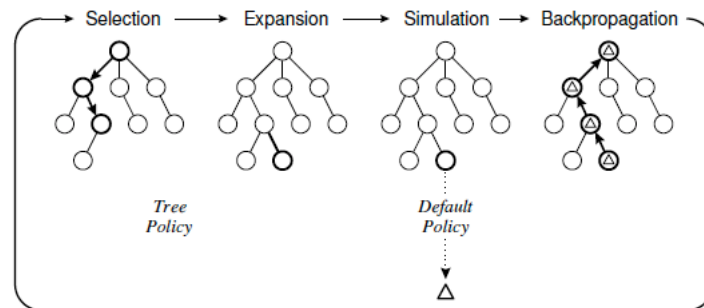 Selection Expansion Simulation Backpropagation
Tree
Policy
Default
Policy